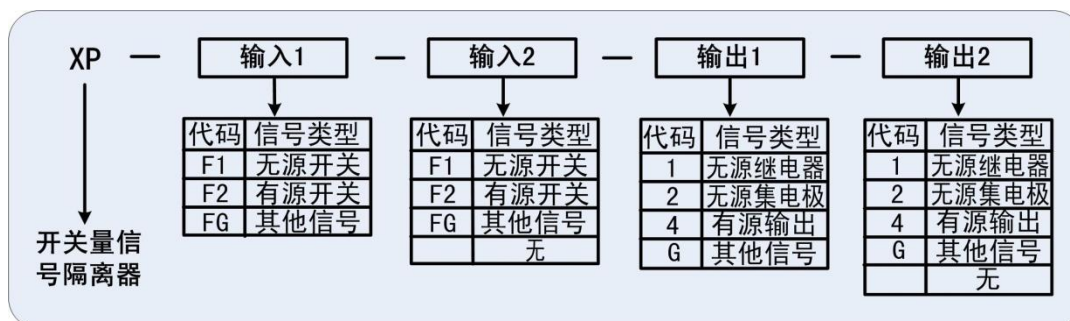 XP — 输入1 — 输入2 — 输出1 — 输出2
开关量信
号隔离器
代码 信号类型
F1 无源开关
F2 有源开关
FG 其他信号
代码 信号类型
F1 无源开关
F2 有源开关
FG 其他信号
无
代码 信号类型
1 无源继电器
2 无源集电极
4 有源输出
G 其他信号
代码 信号类型
1 无源继电器
2 无源集电极
4 有源输出
G 其他信号
无